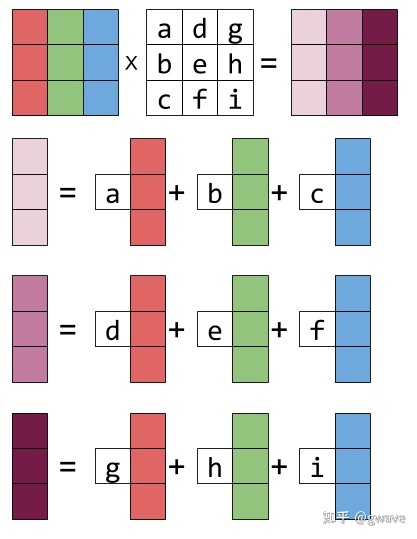 a d g
x b e h =
c f i
= a + b + c
= d + e + f
= g + h + i
知乎 @gwave